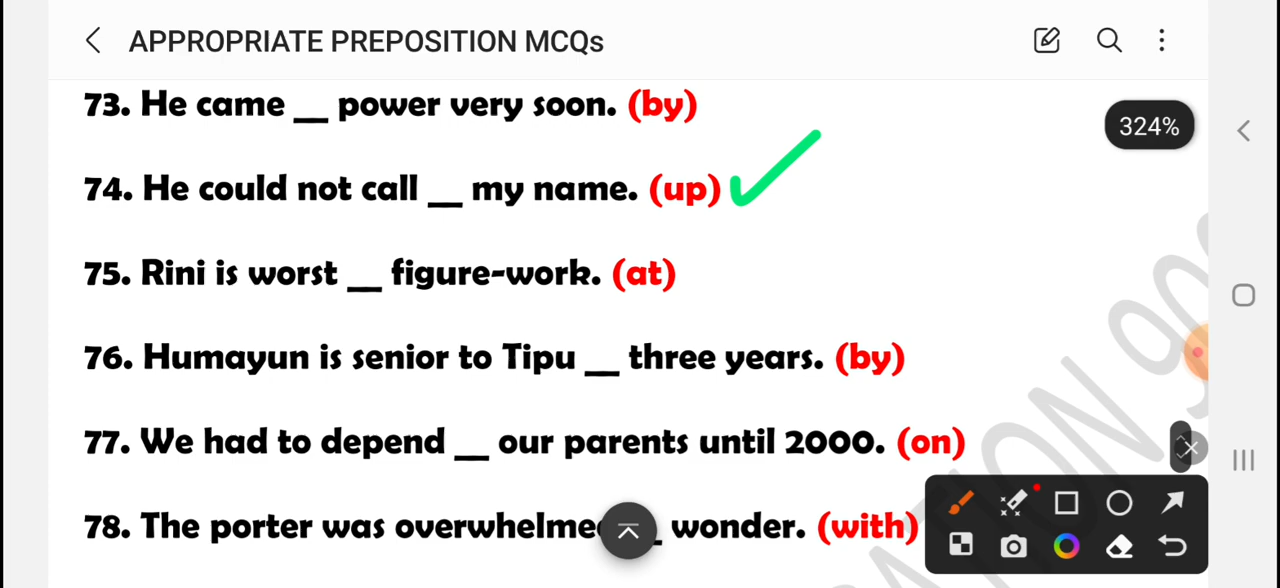 APPROPRIATE PREPOSITION MCQs
73. He came __ power very soon. (by)
324%
74. He could not call __ my name. (up)
75. Rini is worst __ figure-work. (at)
76. Humayun is senior to Tipu __ three years. (by)
77. We had to depend __ our parents until 2000. (on)
78. The porter was overwhelme _ wonder. (with)